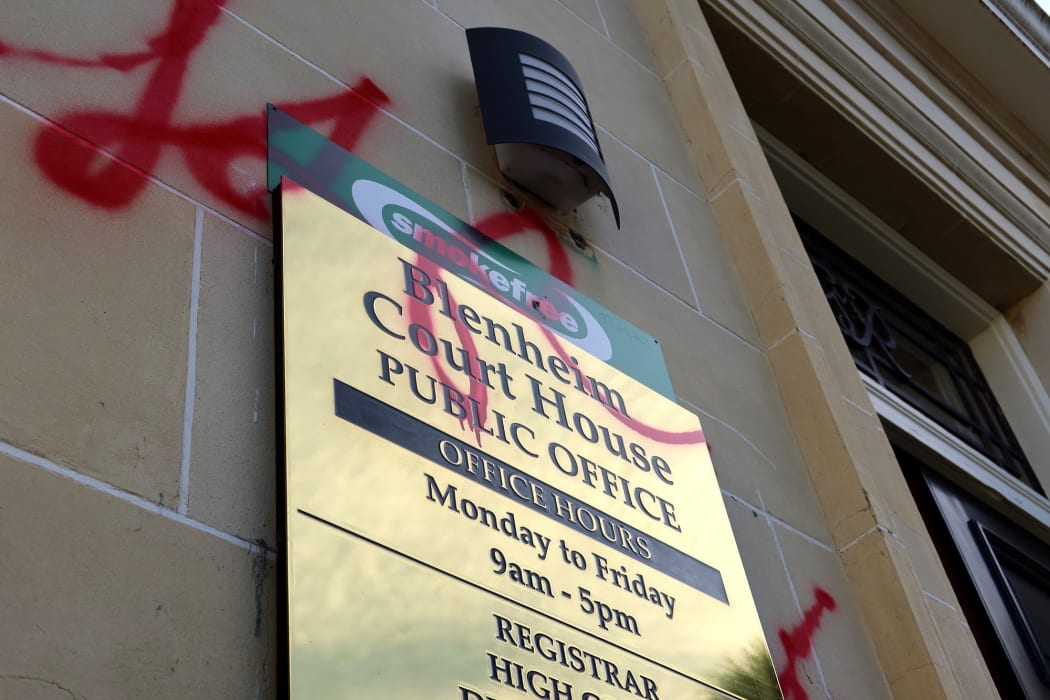 smokefree
Blenheim
Court House
PUBLIC OFFICE
OFFICE HOURS
Monday to Friday
9am - 5pm
REGISTRAR
HIGH